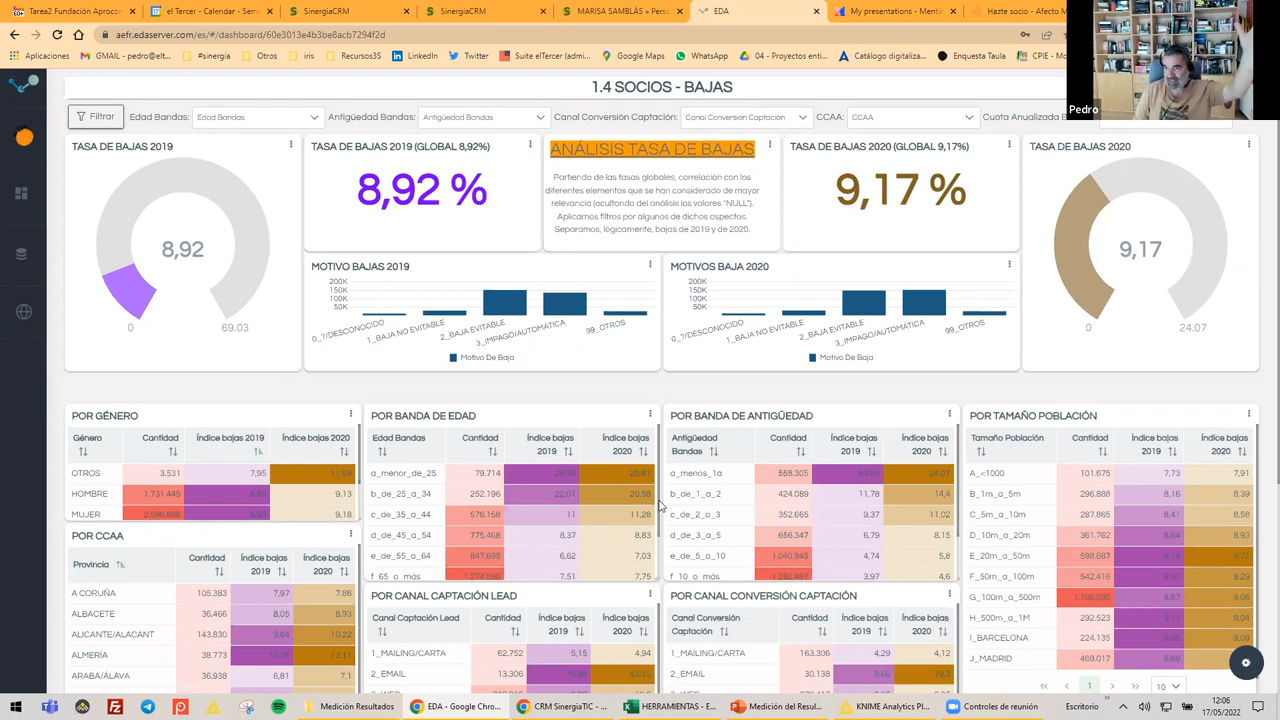 Tarea2 Fundación Aprocor
el Tercer - Calendar - Sema
SinergiaCRM
SinergiaCRM
MARISA SAMBLÁS » Person
EDA
My presentations - Mentim
Hazte socio - Afecto M
aefr.edaserver.com/es/#/dashboard/60e3013e4b3be8acb7294f2d
Aplicaciones
GMAIL - pedro@elt...
#sinergia
Otros
iris
Recursos3S
LinkedIn
Twitter
Suite elTercer (adm...
Google Maps
WhatsApp
04 - Proyectos enti...
Catálogo digitaliza...
Enquesta Taula
CPIE - M
Pedro
1.4 SOCIOS - BAJAS
Filtrar
Edad Bandas:
Edad Bandas
Antigüedad Bandas:
Antigüedad Bandas
Canal Conversión Captación:
Canal Conversión Captación
CCAA:
CCAA
Cuota Anualizada B
TASA DE BAJAS 2019
8,92
0
69.03
TASA DE BAJAS 2019 (GLOBAL 8,92%)
8,92 %
ANÁLISIS TASA DE BAJAS
Partiendo de las tasas globales, correlación con los
diferentes elementos que se han considerado de mayor
relevancia (ocultando del análisis los valores "NULL").
Aplicamos filtros por algunos de dichos aspectos.
Separamos, lógicamente, bajas de 2019 y de 2020.
TASA DE BAJAS 2020 (GLOBAL 9,17%)
9,17 %
TASA DE BAJAS 2020
9,17
0
24.07
MOTIVO BAJAS 2019
200K
150K
100K
50K
0_?/DESCONOCIDO
1_BAJA NO EVITABLE
2_BAJA EVITABLE
3_IMPAGO/AUTOMÁTICA
99_OTROS
Motivo De Baja
MOTIVOS BAJA 2020
200K
150K
100K
50K
0_?/DESCONOCIDO
1_BAJA NO EVITABLE
2_BAJA EVITABLE
3_IMPAGO/AUTOMÁTICA
99_OTROS
Motivo De Baja
POR GÉNERO
Género Cantidad Índice bajas 2019 Índice bajas 2020
OTROS 3.531 7,95
HOMBRE 1.731.445 9,13
MUJER 2.596.886 9,18
POR CCAA
Provincia Cantidad Índice bajas 2019 Índice bajas 2020
A CORUÑA 105.383 7,97 7,86
ALBACETE 36.466 8,05 8,93
ALICANTE/ALACANT 143.830 9,64 10,22
ALMERÍA 38.773 12,11
ARABA/ÁLAVA 36.938 6,81 7,1
POR BANDA DE EDAD
Edad Bandas Cantidad Índice bajas 2019 Índice bajas 2020
a_menor_de_25 79.714 26,74 26,47
b_de_25_a_34 252.196 22,01 20,98
c_de_35_a_44 576.158 11 11,28
d_de_45_a_54 775.468 8,37 8,83
e_de_55_a_64 847.695 6,62 7,03
f_65_o_más 1.274.690 7,51 7,75
POR CANAL CAPTACIÓN LEAD
Canal Captación Lead Cantidad Índice bajas 2019 Índice bajas 2020
1_MAILING/CARTA 62.752 5,15 4,94
2_EMAIL 13.306
POR BANDA DE ANTIGÜEDAD
Antigüedad Bandas Cantidad Índice bajas 2019 Índice bajas 2020
a_menos_1a 558.305 69,03 24,07
b_de_1_a_2 424.089 11,78 14,4
c_de_2_a_3 352.665 9,37 11,02
d_de_3_a_5 656.347 6,79 8,15
e_de_5_a_10 1.040.945 4,74 5,8
f_10_o_más 1.292.487 3,97 4,6
POR CANAL CONVERSIÓN CAPTACIÓN
Canal Conversión Captación Cantidad Índice bajas 2019 Índice bajas 2020
1_MAILING/CARTA 163.306 4,29 4,12
2_EMAIL 30.138 9,69 19,3
POR TAMAÑO POBLACIÓN
Tamaño Población Cantidad Índice bajas 2019 Índice bajas 2020
A_<1000 101.675 7,73 7,91
B_1m_a_5m 296.888 8,16 8,39
C_5m_a_10m 287.865 8,41 8,58
D_10m_a_20m 361.762 8,64 8,93
E_20m_a_50m 598.687
F_50m_a_100m 542.416 9,29
G_100m_a_500m 1.106.030 8,87 9,06
H_500m_a_1M 292.523 9,04
I_BARCELONA 224.135 9,09
J_MADRID 469.017 8,69
1
10
Medición Resultados
EDA - Google Chro...
CRM SinergiaTIC - ...
HERRAMIENTAS - E...
Medición del Resul...
KNIME Analytics Pl...
Controles de reunión
Escritorio
12:06
17/05/2022